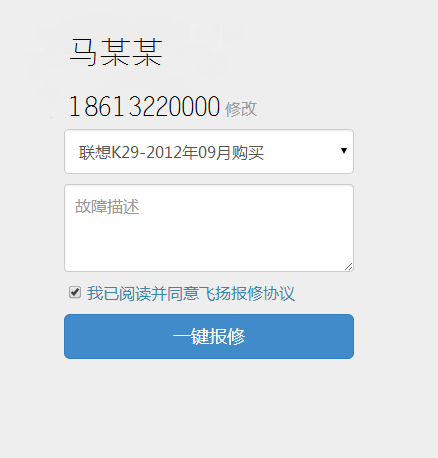 马某某
18613220000 修改
联想K29-2012年09月购买
故障描述
我已阅读并同意飞扬报修协议
一键报修